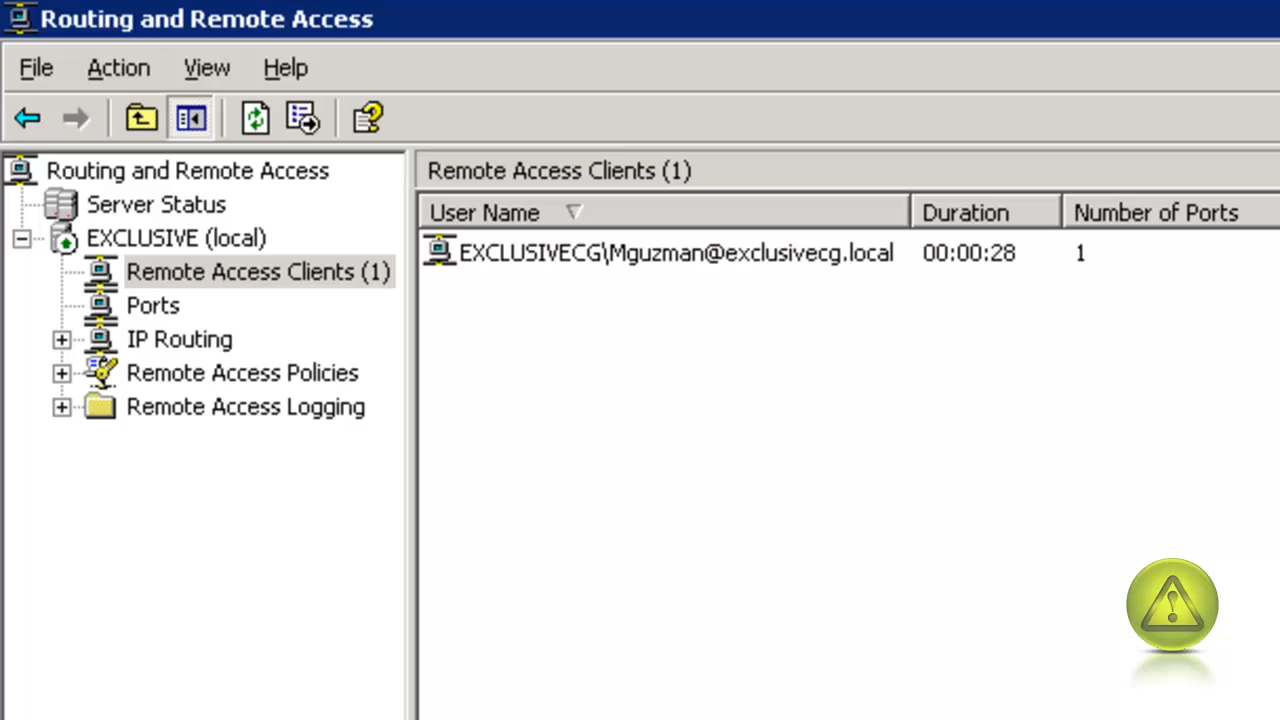 Routing and Remote Access
File Action View Help
Routing and Remote Access
Server Status
EXCLUSIVE (local)
Remote Access Clients (1)
Ports
IP Routing
Remote Access Policies
Remote Access Logging
Remote Access Clients (1)
User Name Duration Number of Ports
EXCLUSIVECG\Mguzman@exclusivecg.local 00:00:28 1